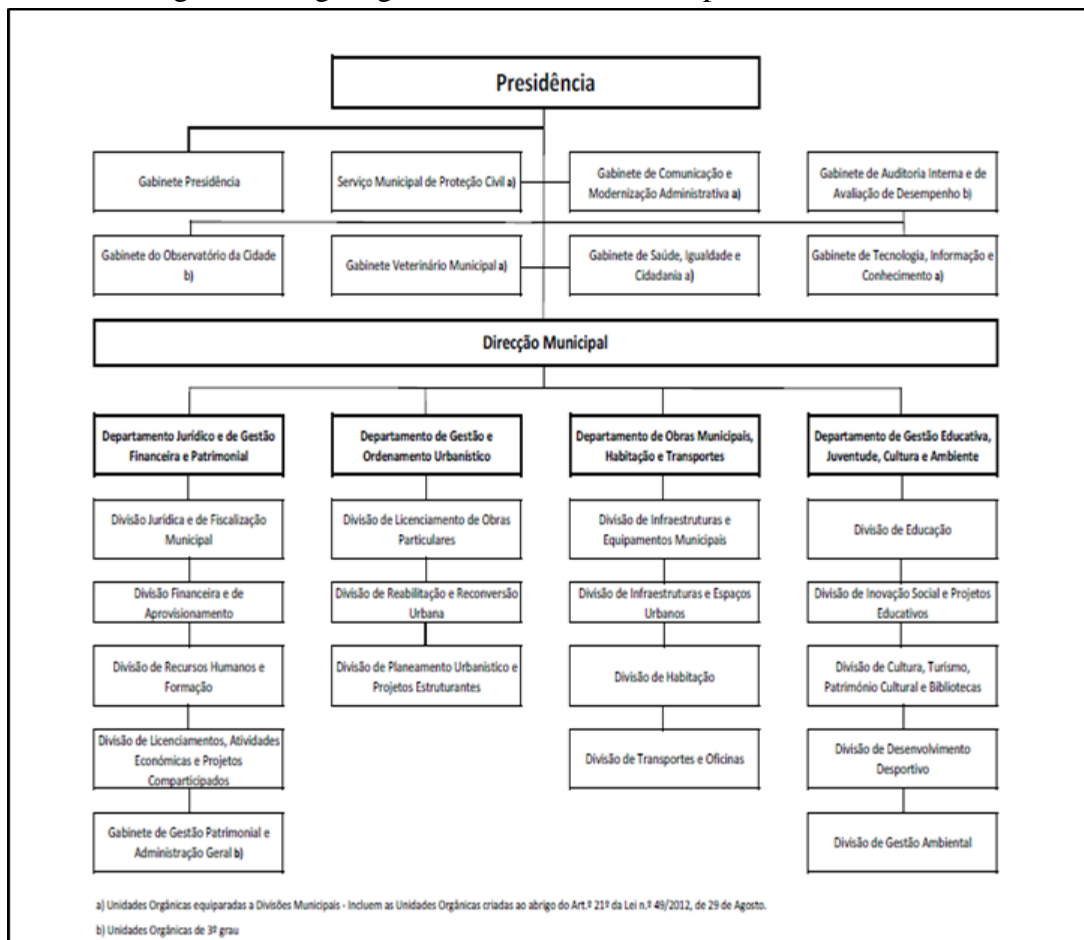 Presidência
Gabinete Presidência
Serviço Municipal de Proteção Civil a)
Gabinete de Comunicação e
Modernização Administrativa a)
Gabinete de Auditoria Interna e de
Avaliação de Desempenho b)
Gabinete do Observatório da Cidade
b)
Gabinete Veterinário Municipal a)
Gabinete de Saúde, Igualdade e
Cidadania a)
Gabinete de Tecnologia, Informação e
Conhecimento a)
Direcção Municipal
Departamento Jurídico e de Gestão
Financeira e Patrimonial
Departamento de Gestão e
Ordenamento Urbanístico
Departamento de Obras Municipais,
Habitação e Transportes
Departamento de Gestão Educativa,
Juventude, Cultura e Ambiente
Divisão Jurídica e de Fiscalização
Municipal
Divisão de Licenciamento de Obras
Particulares
Divisão de Infraestruturas e
Equipamentos Municipais
Divisão de Educação
Divisão Financeira e de
Aprovisionamento
Divisão de Reabilitação e Reconversão
Urbana
Divisão de Infraestruturas e Espaços
Urbanos
Divisão de Inovação Social e Projetos
Educativos
Divisão de Recursos Humanos e
Formação
Divisão de Planeamento Urbanístico e
Projetos Estruturantes
Divisão de Habitação
Divisão de Cultura, Turismo,
Património Cultural e Bibliotecas
Divisão de Licenciamentos, Atividades
Económicas e Projetos
Comparticipados
Divisão de Transportes e Oficinas
Divisão de Desenvolvimento
Desportivo
Gabinete de Gestão Patrimonial e
Administração Geral b)
Divisão de Gestão Ambiental
a) Unidades Orgânicas equiparadas a Divisões Municipais - Incluem as Unidades Orgânicas criadas ao abrigo do Art.º 21º da Lei n.º 49/2012, de 29 de Agosto.
b) Unidades Orgânicas de 3º grau